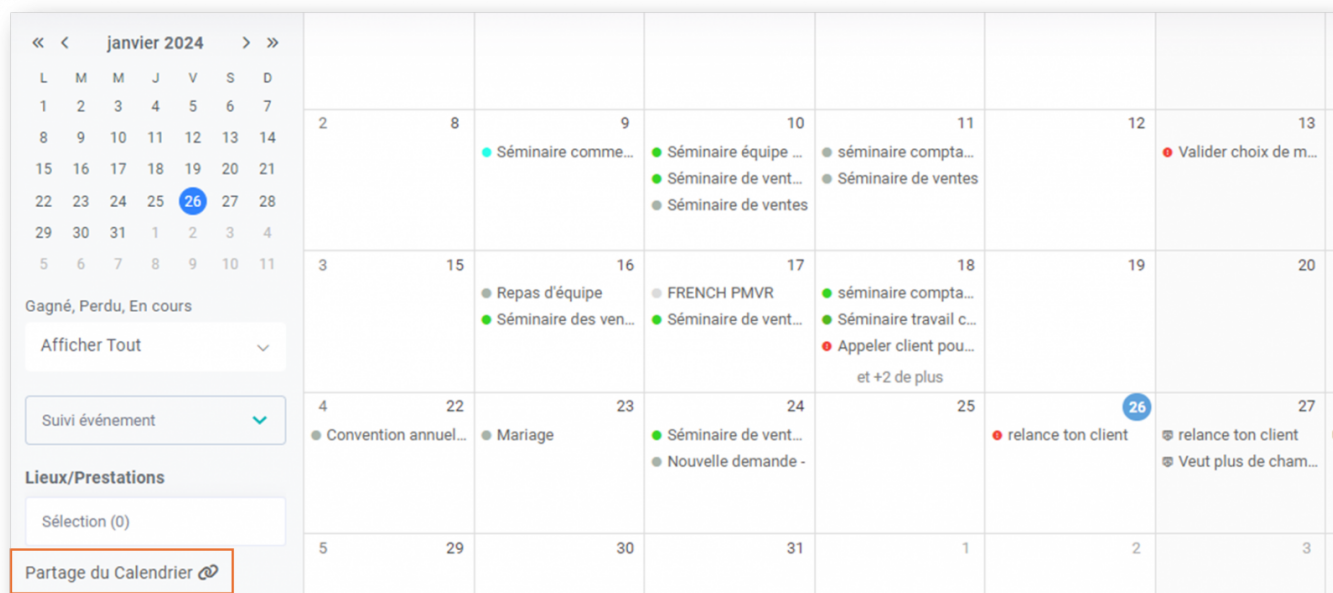 « < janvier 2024 > »
L M M J V S D
1 2 3 4 5 6 7
8 9 10 11 12 13 14
15 16 17 18 19 20 21
22 23 24 25 26 27 28
29 30 31 1 2 3 4
5 6 7 8 9 10 11
Gagné, Perdu, En cours
Afficher Tout
Suivi événement
Lieux/Prestations
Sélection (0)
Partage du Calendrier
2 8 9 10 11 12 13
Séminaire comme... Séminaire équipe ... séminaire compta... Valider choix de m...
Séminaire de vent... Séminaire de ventes
Séminaire de ventes
3 15 16 17 18 19 20
Repas d'équipe FRENCH PMVR séminaire compta...
Séminaire des ven... Séminaire de vent... Séminaire travail c...
Appeler client pou...
et +2 de plus
4 22 23 24 25 26 27
Convention annuel... Mariage Séminaire de vent... relance ton client relance ton client
Nouvelle demande - Veut plus de cham...
5 29 30 31 1 2 3